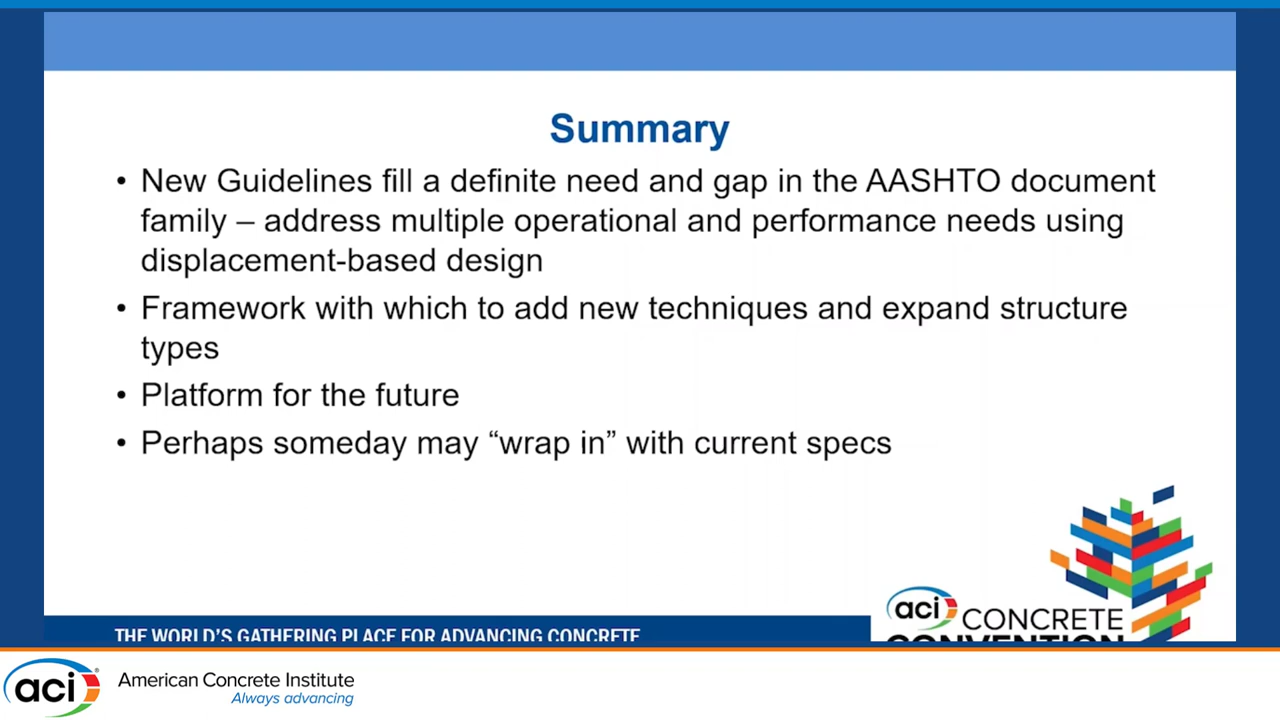 Summary
• New Guidelines fill a definite need and gap in the AASHTO document
family – address multiple operational and performance needs using
displacement-based design
• Framework with which to add new techniques and expand structure
types
• Platform for the future
• Perhaps someday may “wrap in” with current specs
THE WORLD'S GATHERING PLACE FOR ADVANCING CONCRETE
aci CONCRETE
CONVENTION
aci® American Concrete Institute
Always advancing